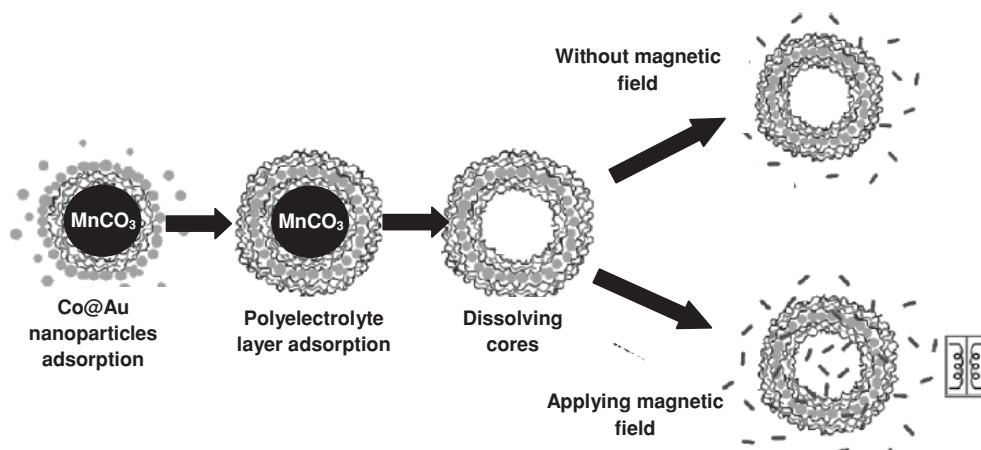 Without magnetic
field
MnCO₃
MnCO₃
Co@Au
nanoparticles
adsorption
Polyelectrolyte
layer adsorption
Dissolving
cores
Applying magnetic
field